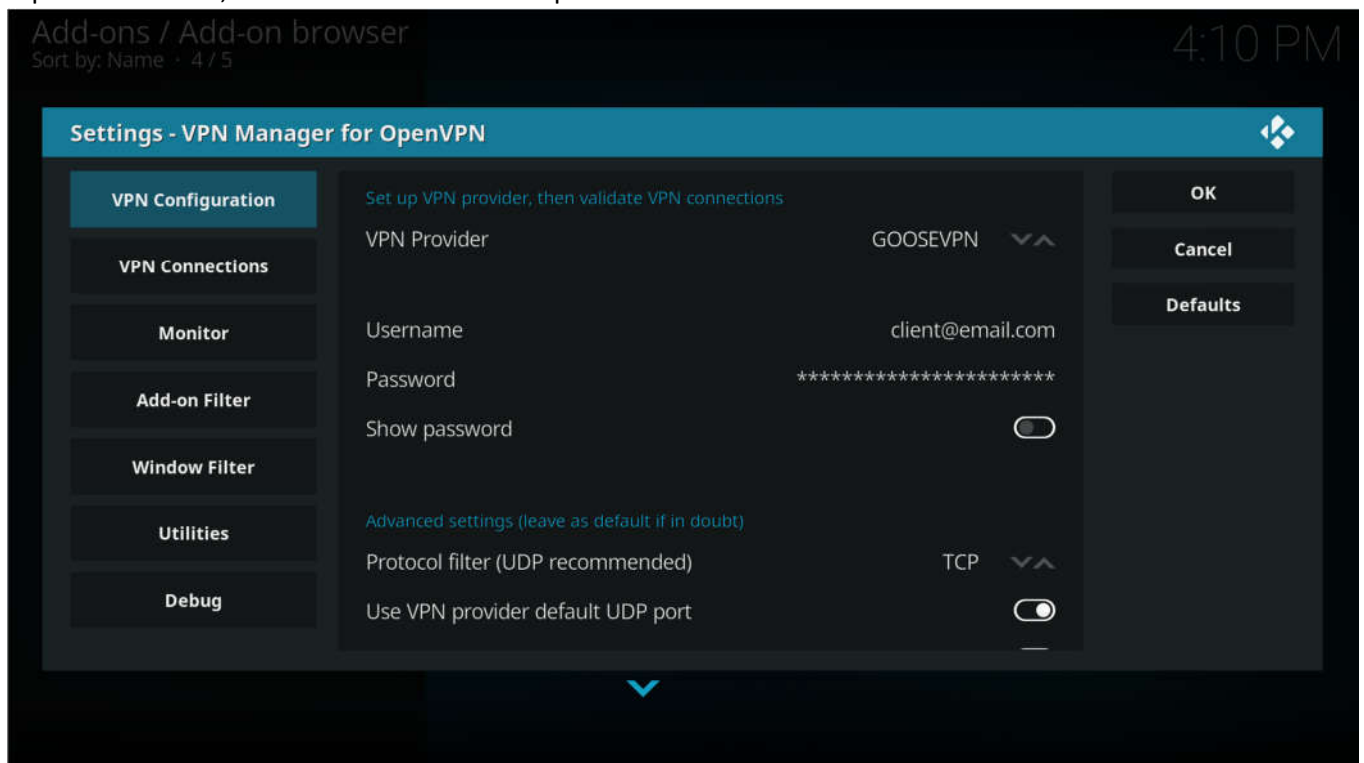 Add-ons / Add-on browser
Sort by: Name · 4 / 5
4:10 PM
Settings - VPN Manager for OpenVPN
VPN Configuration
VPN Connections
Monitor
Add-on Filter
Window Filter
Utilities
Debug
Set up VPN provider, then validate VPN connections
VPN Provider GOOSEVPN
Username client@email.com
Password ***********************
Show password
Advanced settings (leave as default if in doubt)
Protocol filter (UDP recommended) TCP
Use VPN provider default UDP port
OK
Cancel
Defaults